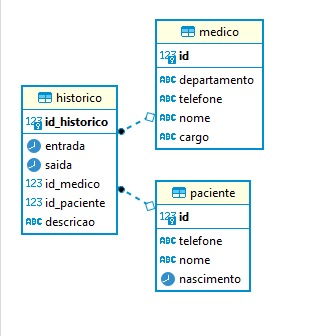 medico
123 id
ABC departamento
ABC telefone
ABC nome
ABC cargo
historico
123 id_historico
entrada
saida
123 id_medico
123 id_paciente
ABC descricao
paciente
123 id
ABC telefone
ABC nome
nascimento